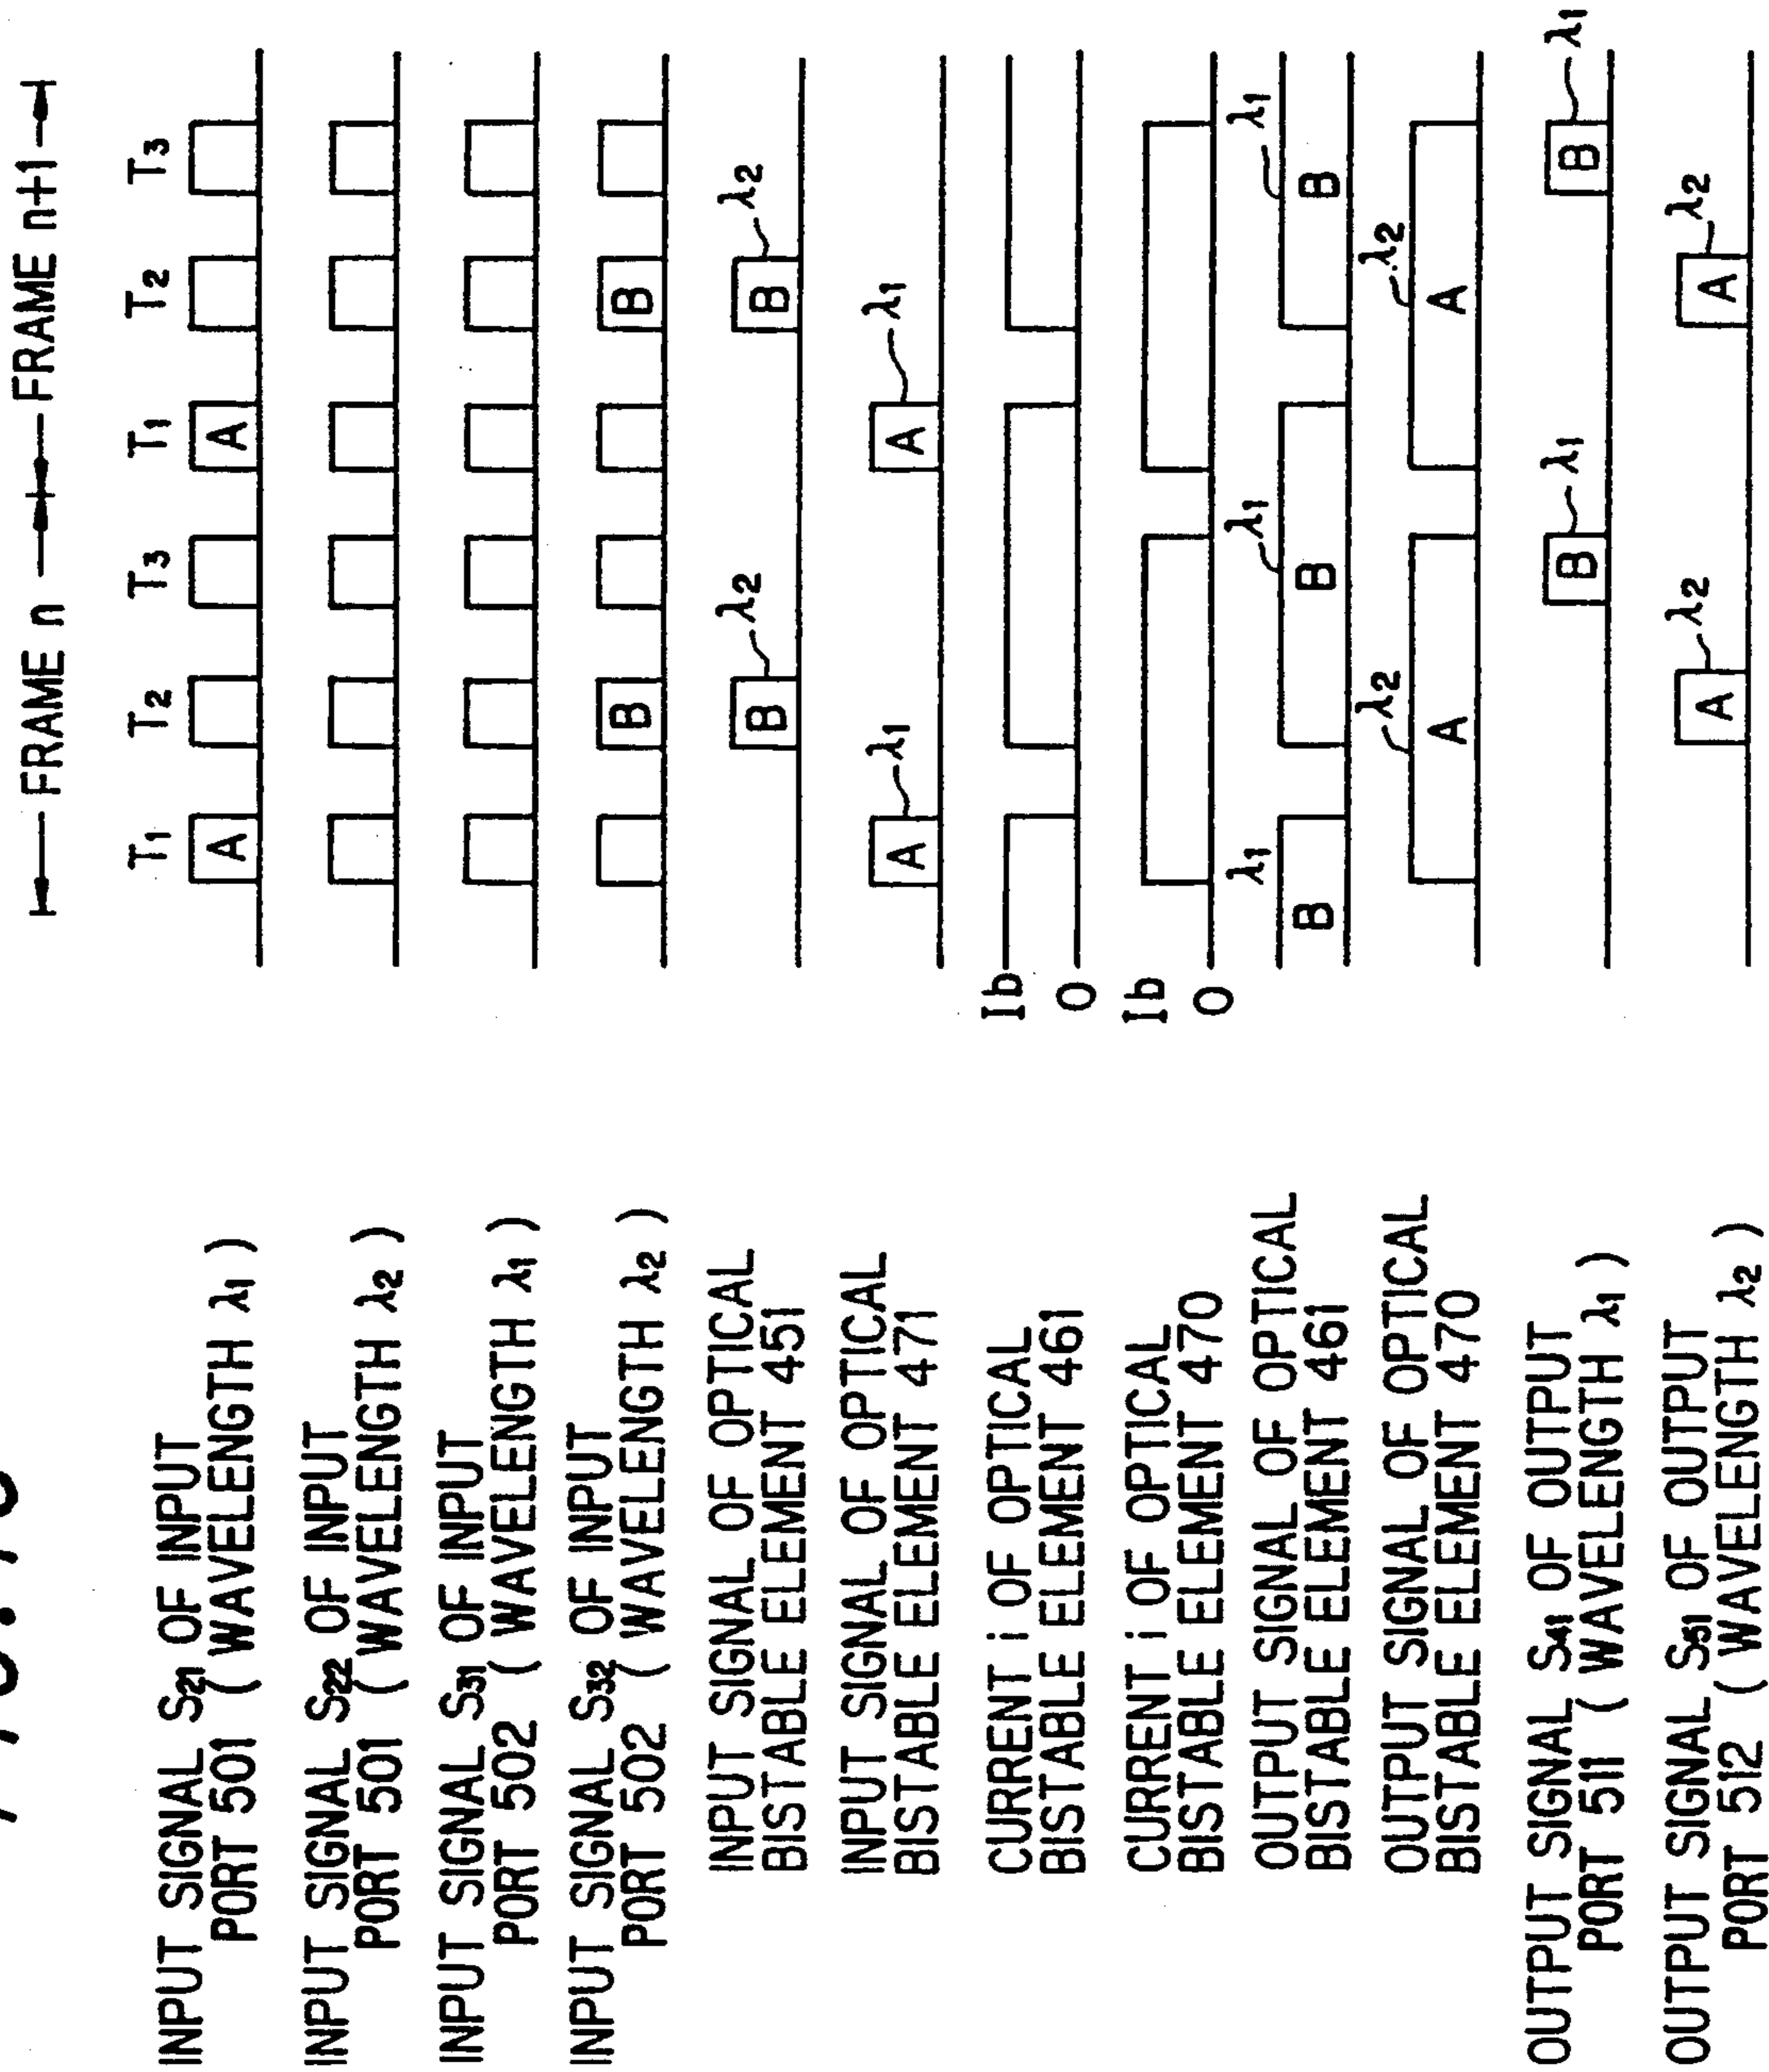 FRAME n FRAME n+1
T1 T2 T3 T1 T2 T3
INPUT SIGNAL S21 OF INPUT
PORT 501 (WAVELENGTH λ1)
A A
INPUT SIGNAL S22 OF INPUT
PORT 501 (WAVELENGTH λ2)
INPUT SIGNAL S31 OF INPUT
PORT 502 (WAVELENGTH λ1)
INPUT SIGNAL S32 OF INPUT
PORT 502 (WAVELENGTH λ2)
B B
INPUT SIGNAL OF OPTICAL
BISTABLE ELEMENT 451
B λ2 B λ2
INPUT SIGNAL OF OPTICAL
BISTABLE ELEMENT 471
A λ1 A λ1
CURRENT i OF OPTICAL
BISTABLE ELEMENT 461
Ib
0
CURRENT i OF OPTICAL
BISTABLE ELEMENT 470
Ib
0
OUTPUT SIGNAL OF OPTICAL
BISTABLE ELEMENT 461
λ1 λ1 λ1
B B B
OUTPUT SIGNAL OF OPTICAL
BISTABLE ELEMENT 470
λ2 λ2
A A
OUTPUT SIGNAL S41 OF OUTPUT
PORT 511 (WAVELENGTH λ1)
B λ1 B λ1
OUTPUT SIGNAL S51 OF OUTPUT
PORT 512 (WAVELENGTH λ2)
A λ2 A λ2